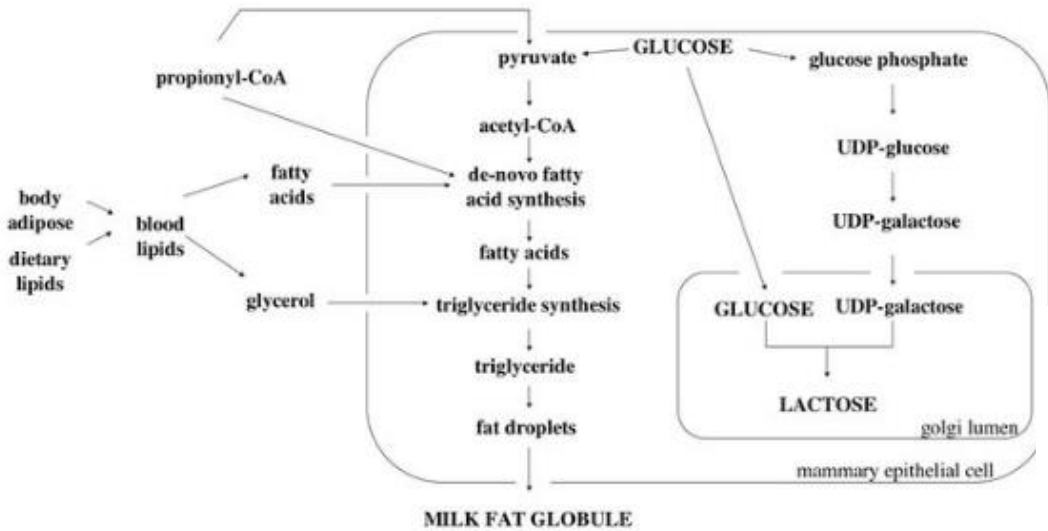 pyruvate
GLUCOSE
glucose phosphate
propionyl-CoA
acetyl-CoA
UDP-glucose
fatty
acids
de-novo fatty
acid synthesis
body
adipose
blood
lipids
dietary
lipids
UDP-galactose
fatty acids
glycerol
triglyceride synthesis
GLUCOSE
UDP-galactose
triglyceride
LACTOSE
fat droplets
golgi lumen
mammary epithelial cell
MILK FAT GLOBULE